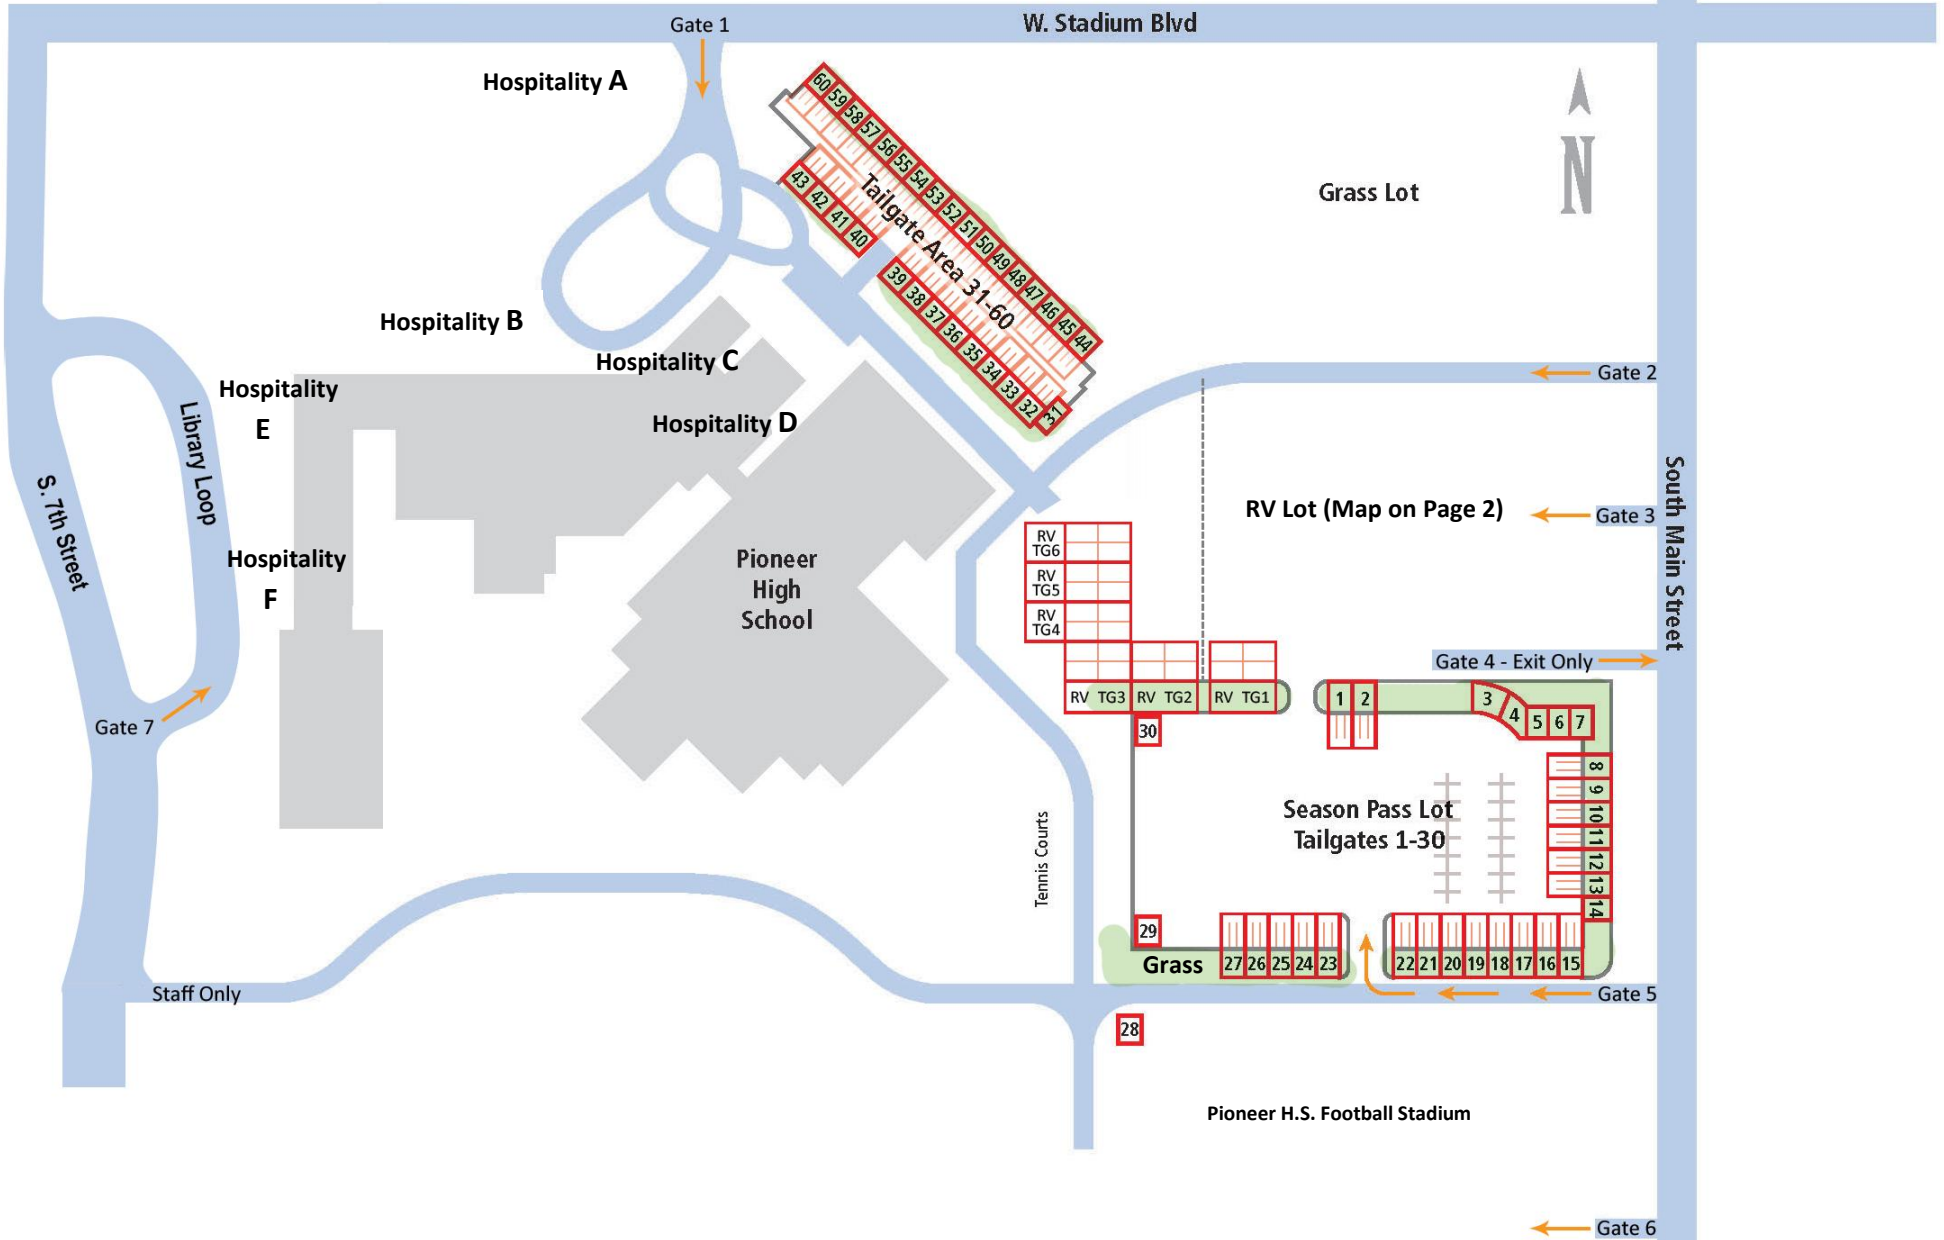 W. Stadium Blvd
Gate 1
Hospitality A
60
59
58
57
56
55
54
53
52
51
50
49
48
47
46
45
44
43
42
41
40
Tailgate Area 31-60
39
38
37
36
35
34
33
32
31
Grass Lot
N
Hospitality B
Hospitality C
Hospitality D
Hospitality
E
Library Loop
S. 7th Street
Hospitality
F
Pioneer
High
School
Gate 2
RV Lot (Map on Page 2)
Gate 3
South Main Street
Gate 4 - Exit Only
RV
TG6
RV
TG5
RV
TG4
RV TG3
RV TG2
RV TG1
1
2
3
4
5
6
7
30
8
9
10
11
12
13
14
Season Pass Lot
Tailgates 1-30
Gate 7
Tennis Courts
29
Grass
27
26
25
24
23
22
21
20
19
18
17
16
15
Staff Only
Gate 5
28
Pioneer H.S. Football Stadium
Gate 6